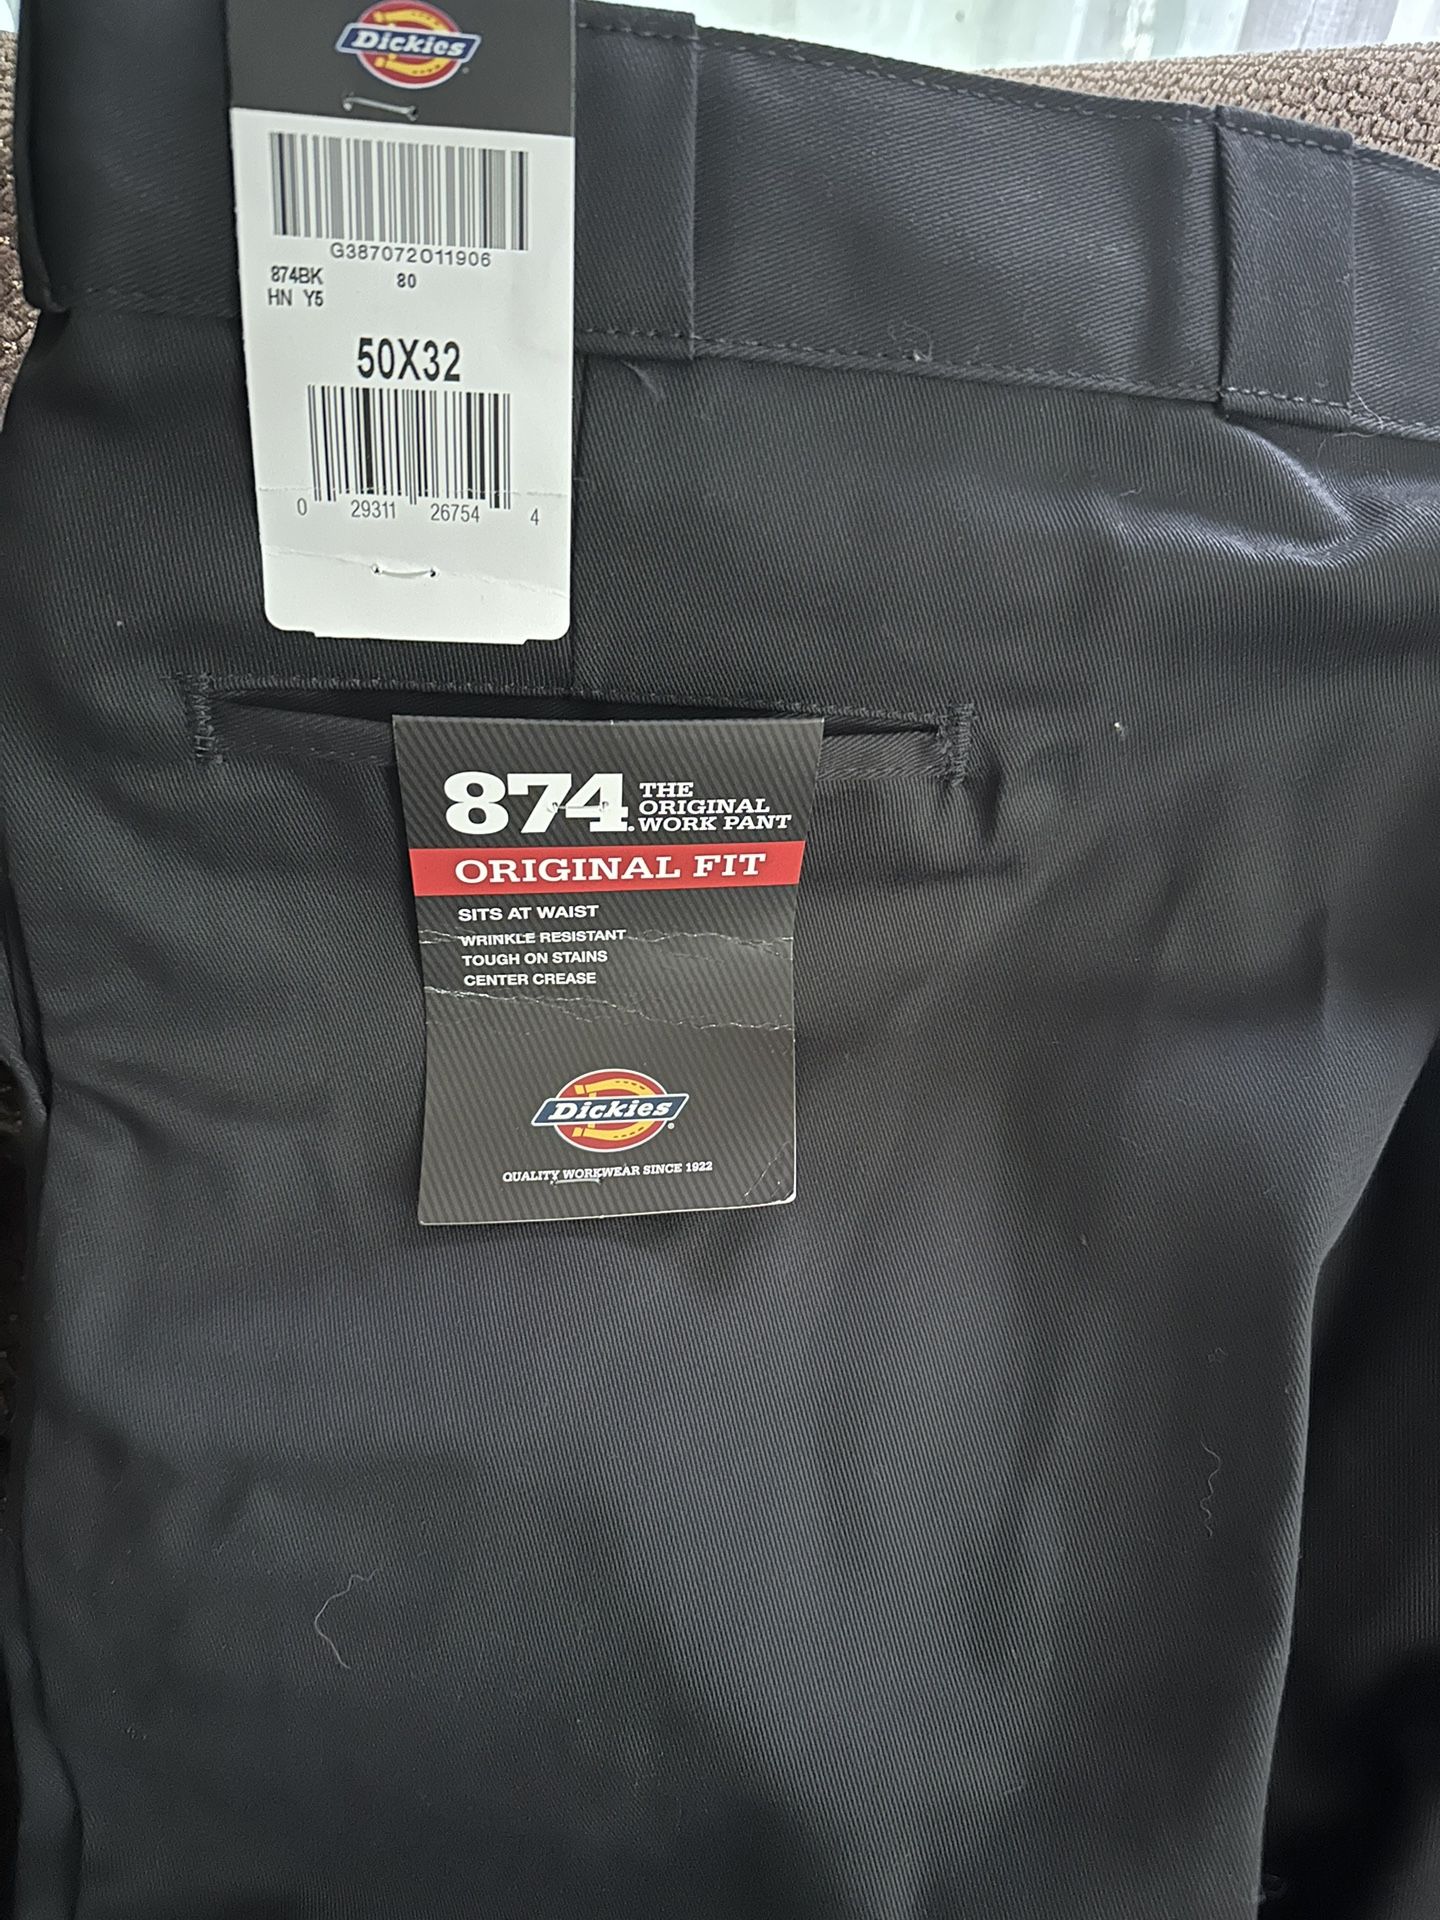 Dickies
G387072011906
874BK 80
HN Y5
50X32
0 29311 26754 4
874. THE
ORIGINAL
WORK PANT
ORIGINAL FIT
SITS AT WAIST
WRINKLE RESISTANT
TOUGH ON STAINS
CENTER CREASE
Dickies
QUALITY WORKWEAR SINCE 1922